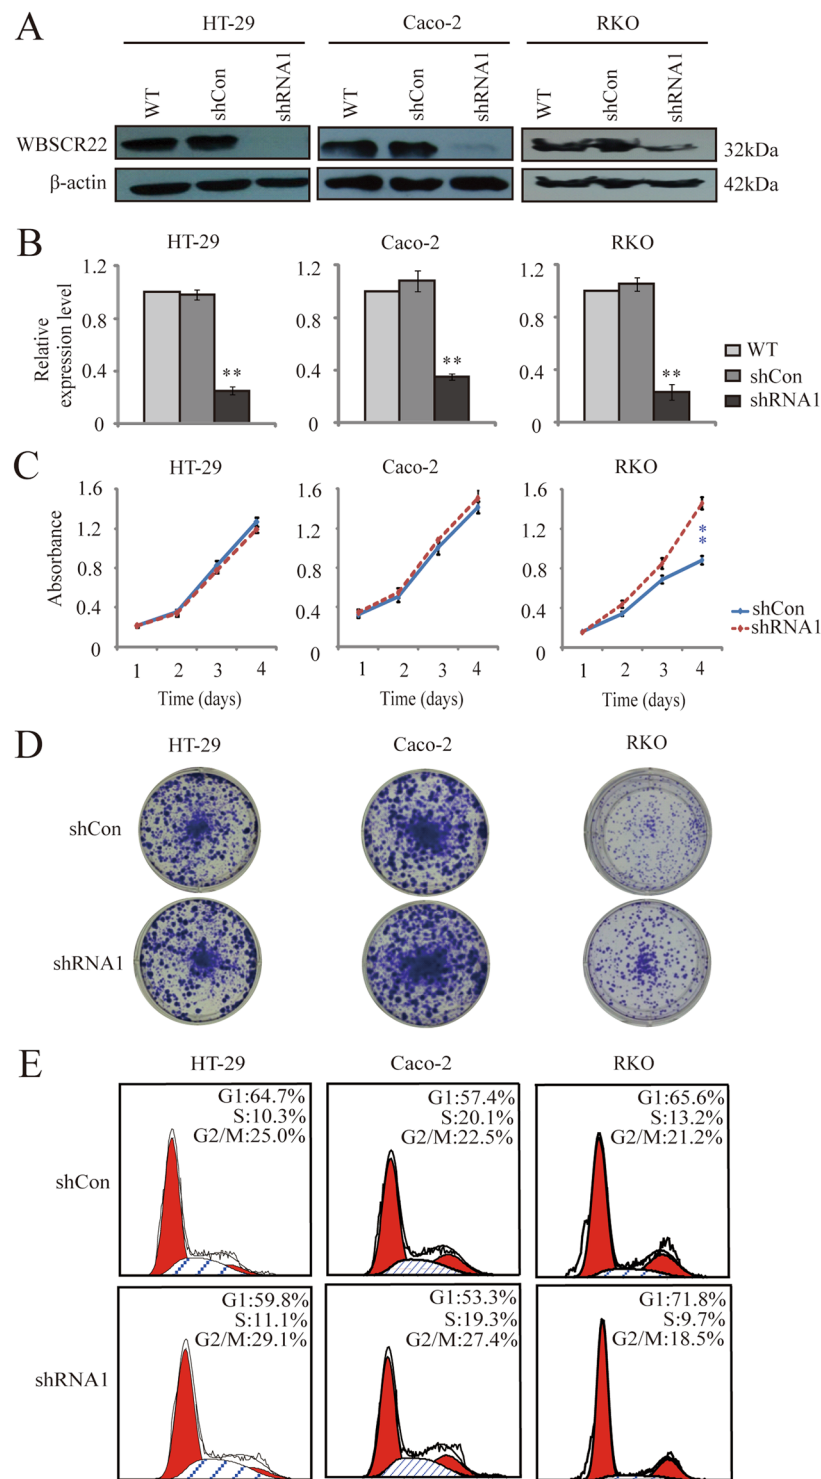 A
HT-29 Caco-2 RKO
WT shCon shRNA1 WT shCon shRNA1 WT shCon shRNA1
WBSCR22 32kDa
β-actin 42kDa
B
HT-29 Caco-2 RKO
Relative
expression level
1.2 1.2 1.2
0.8 0.8 0.8
0.4 0.4 0.4
0 0 0
** ** **
WT
shCon
shRNA1
C
HT-29 Caco-2 RKO
Absorbance
1.6 1.6 1.6
1.2 1.2 1.2
0.8 0.8 0.8
0.4 0.4 0.4
0 0 0
**
shCon
shRNA1
1 2 3 4 1 2 3 4 1 2 3 4
Time (days) Time (days) Time (days)
D
HT-29 Caco-2 RKO
shCon
shRNA1
E
HT-29 Caco-2 RKO
shCon
G1:64.7% G1:57.4% G1:65.6%
S:10.3% S:20.1% S:13.2%
G2/M:25.0% G2/M:22.5% G2/M:21.2%
shRNA1
G1:59.8% G1:53.3% G1:71.8%
S:11.1% S:19.3% S:9.7%
G2/M:29.1% G2/M:27.4% G2/M:18.5%